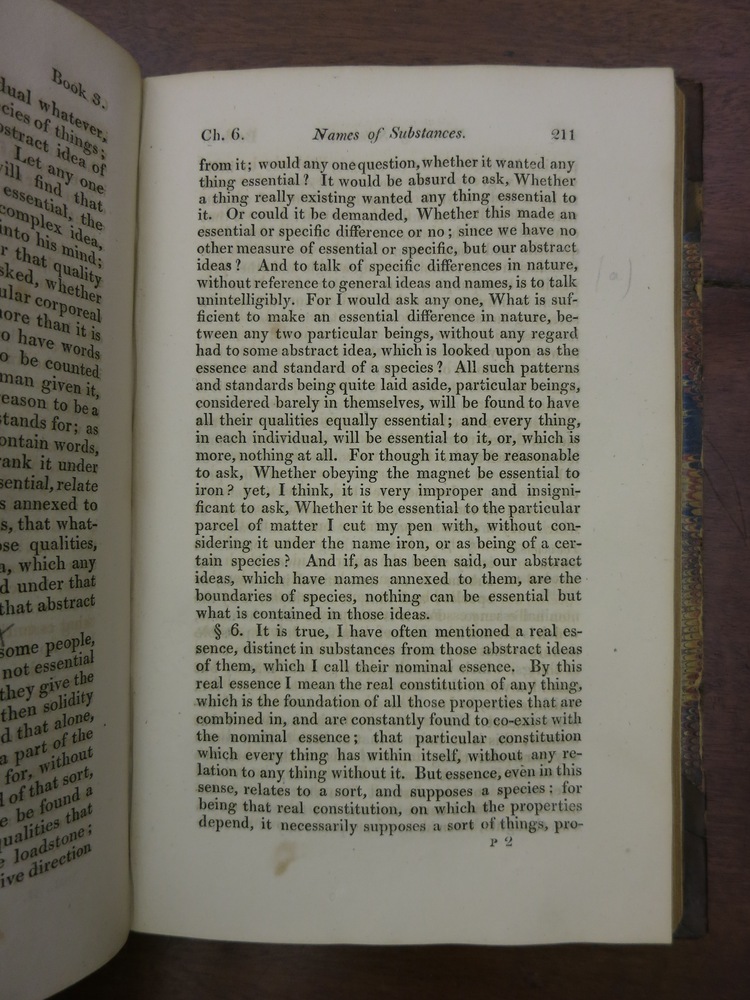 Book 3.
dual whatever,
cies of things;
bstract idea of
Let any one
will find that
essential, the
complex idea,
into his mind;
r that quality
sked, whether
ular corporeal
more than it is
o have words
o be counted
man given it,
eason to be a
stands for; as
ontain words,
rank it under
sential, relate
s annexed to
s, that what-
se qualities,
a, which any
d under that
that abstract
some people,
not essential
they give the
then solidity
d that alone,
a part of the
for, without
l of that sort,
e be found a
qualities that
e loadstone;
ive direction
Ch. 6. Names of Substances. 211
from it; would any one question, whether it wanted any
thing essential? It would be absurd to ask, Whether
a thing really existing wanted any thing essential to
it. Or could it be demanded, Whether this made an
essential or specific difference or no; since we have no
other measure of essential or specific, but our abstract
ideas? And to talk of specific differences in nature,
without reference to general ideas and names, is to talk
unintelligibly. For I would ask any one, What is suf-
ficient to make an essential difference in nature, be-
tween any two particular beings, without any regard
had to some abstract idea, which is looked upon as the
essence and standard of a species? All such patterns
and standards being quite laid aside, particular beings,
considered barely in themselves, will be found to have
all their qualities equally essential; and every thing,
in each individual, will be essential to it, or, which is
more, nothing at all. For though it may be reasonable
to ask, Whether obeying the magnet be essential to
iron? yet, I think, it is very improper and insigni-
ficant to ask, Whether it be essential to the particular
parcel of matter I cut my pen with, without con-
sidering it under the name iron, or as being of a cer-
tain species? And if, as has been said, our abstract
ideas, which have names annexed to them, are the
boundaries of species, nothing can be essential but
what is contained in those ideas.
§ 6. It is true, I have often mentioned a real es-
sence, distinct in substances from those abstract ideas
of them, which I call their nominal essence. By this
real essence I mean the real constitution of any thing,
which is the foundation of all those properties that are
combined in, and are constantly found to co-exist with
the nominal essence; that particular constitution
which every thing has within itself, without any re-
lation to any thing without it. But essence, even in this
sense, relates to a sort, and supposes a species: for
being that real constitution, on which the properties
depend, it necessarily supposes a sort of things, pro-
P 2